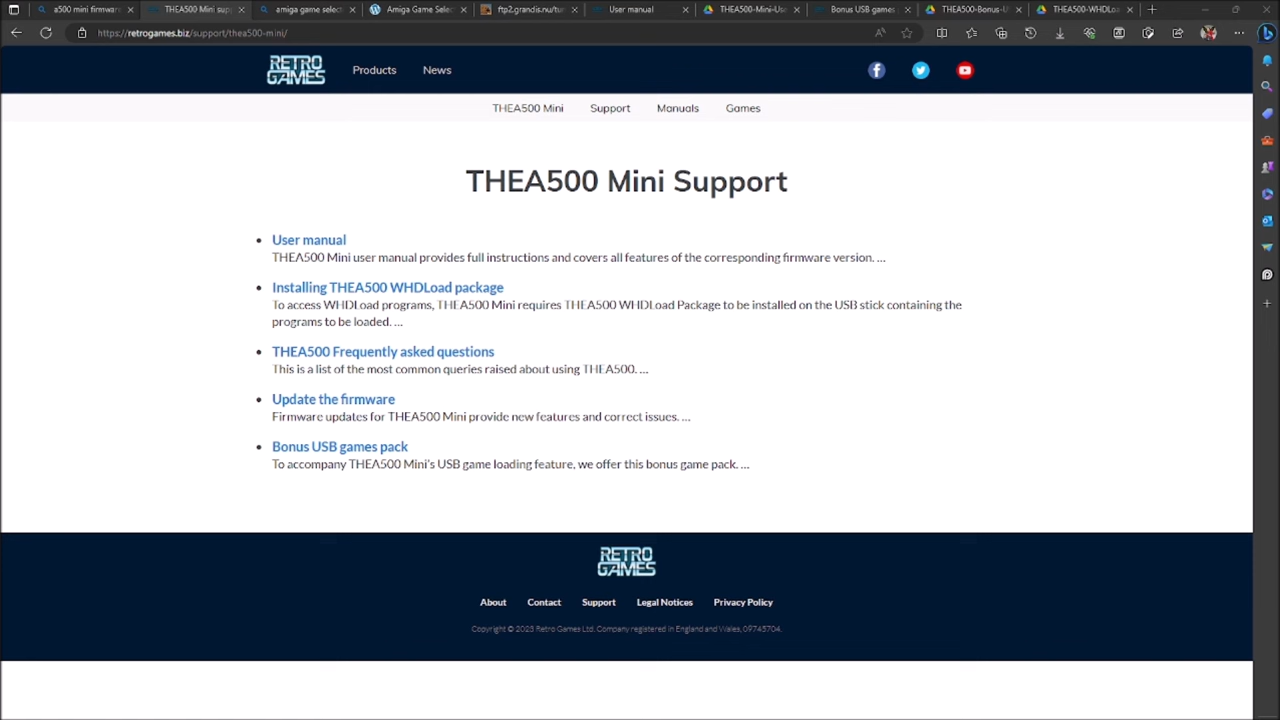 a500 mini firmware
THEA500 Mini supp
amiga game select
Amiga Game Selec
ftp2.grandis.nu/tur
User manual
THEA500-Mini-Use
Bonus USB games
THEA500-Bonus-U
THEA500-WHDLoa
https://retrogames.biz/support/thea500-mini/
RETRO GAMES
Products
News
THEA500 Mini
Support
Manuals
Games
THEA500 Mini Support
User manual
THEA500 Mini user manual provides full instructions and covers all features of the corresponding firmware version. ...
Installing THEA500 WHDLoad package
To access WHDLoad programs, THEA500 Mini requires THEA500 WHDLoad Package to be installed on the USB stick containing the
programs to be loaded. ...
THEA500 Frequently asked questions
This is a list of the most common queries raised about using THEA500. ...
Update the firmware
Firmware updates for THEA500 Mini provide new features and correct issues. ...
Bonus USB games pack
To accompany THEA500 Mini's USB game loading feature, we offer this bonus game pack. ...
RETRO
GAMES
About Contact Support Legal Notices Privacy Policy
Copyright © 2023 Retro Games Ltd. Company registered in England and Wales, 09745704.